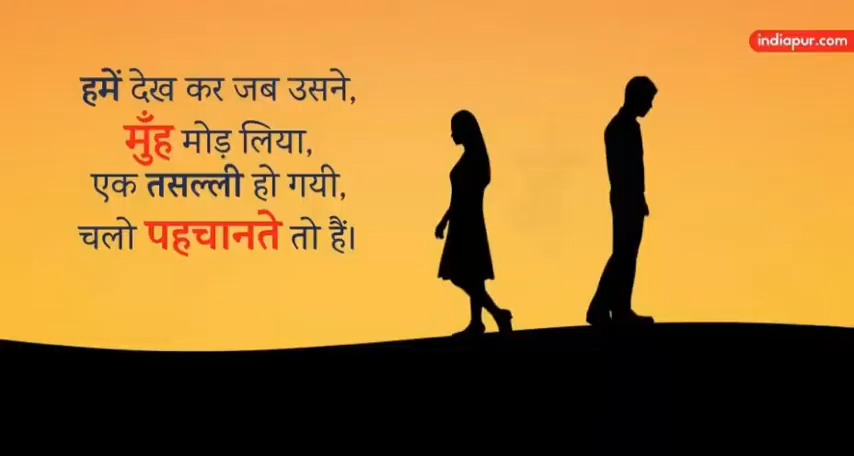 indiapur.com
हमें देख कर जब उसने,
मुँह मोड़ लिया,
एक तसल्ली हो गयी,
चलो पहचानते तो हैं।